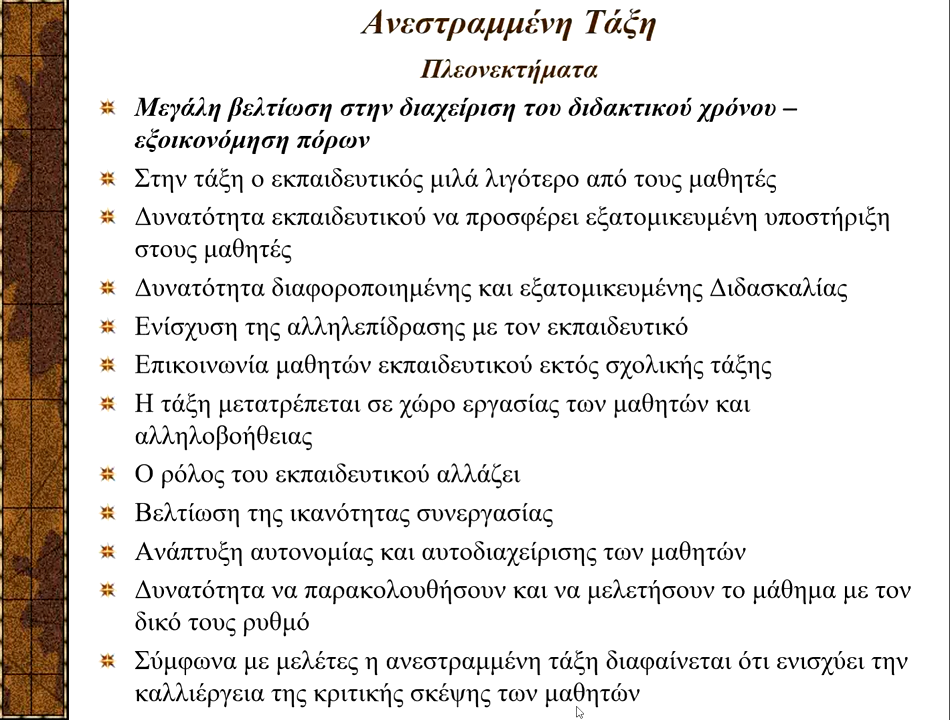 Ανεστραμμένη Τάξη
Πλεονεκτήματα
Μεγάλη βελτίωση στην διαχείριση του διδακτικού χρόνου –
εξοικονόμηση πόρων
Στην τάξη ο εκπαιδευτικός μιλά λιγότερο από τους μαθητές
Δυνατότητα εκπαιδευτικού να προσφέρει εξατομικευμένη υποστήριξη
στους μαθητές
Δυνατότητα διαφοροποιημένης και εξατομικευμένης Διδασκαλίας
Ενίσχυση της αλληλεπίδρασης με τον εκπαιδευτικό
Επικοινωνία μαθητών εκπαιδευτικού εκτός σχολικής τάξης
Η τάξη μετατρέπεται σε χώρο εργασίας των μαθητών και
αλληλοβοήθειας
Ο ρόλος του εκπαιδευτικού αλλάζει
Βελτίωση της ικανότητας συνεργασίας
Ανάπτυξη αυτονομίας και αυτοδιαχείρισης των μαθητών
Δυνατότητα να παρακολουθήσουν και να μελετήσουν το μάθημα με τον
δικό τους ρυθμό
Σύμφωνα με μελέτες η ανεστραμμένη τάξη διαφαίνεται ότι ενισχύει την
καλλιέργεια της κριτικής σκέψης των μαθητών